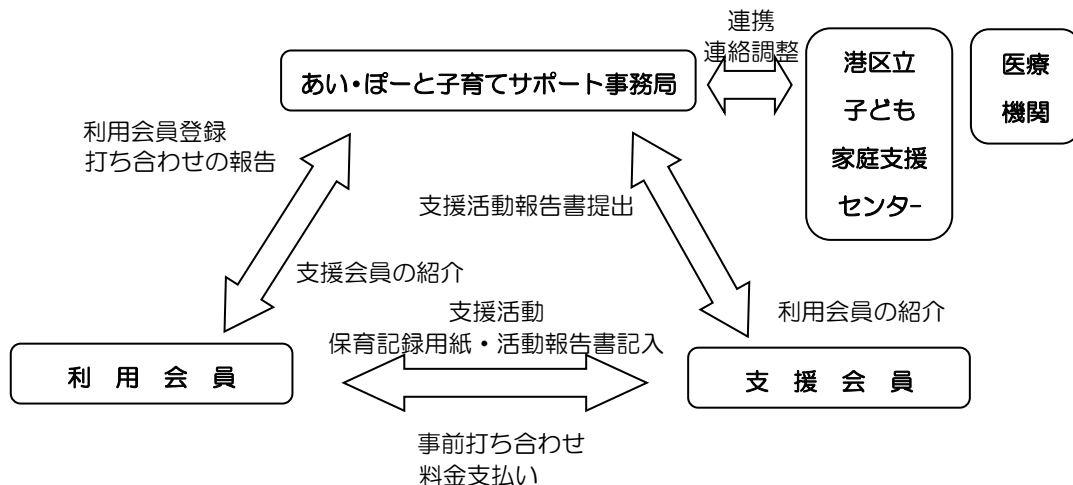 連携
連絡調整
あい・ぽーと子育てサポート事務局
港区立
子ども
家庭支援
センター
医療
機関
利用会員登録
打ち合わせの報告
支援活動報告書提出
支援会員の紹介
利用会員の紹介
支援活動
保育記録用紙・活動報告書記入
利 用 会 員
支 援 会 員
事前打ち合わせ
料金支払い